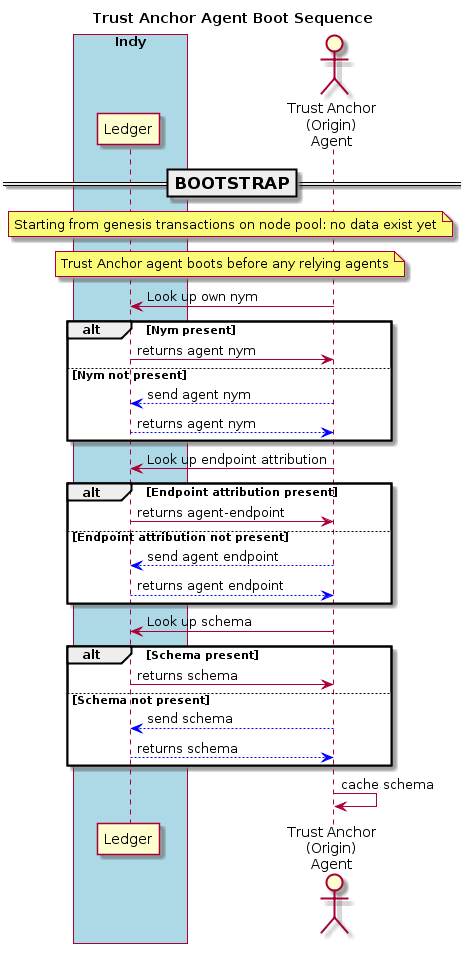 Trust Anchor Agent Boot Sequence
Indy
Trust Anchor
(Origin)
Agent
Ledger
BOOTSTRAP
Starting from genesis transactions on node pool: no data exist yet
Trust Anchor agent boots before any relying agents
Look up own nym
alt [Nym present]
returns agent nym
[Nym not present]
send agent nym
returns agent nym
Look up endpoint attribution
alt [Endpoint attribution present]
returns agent-endpoint
[Endpoint attribution not present]
send agent endpoint
returns agent endpoint
Look up schema
alt [Schema present]
returns schema
[Schema not present]
send schema
returns schema
cache schema
Ledger
Trust Anchor
(Origin)
Agent